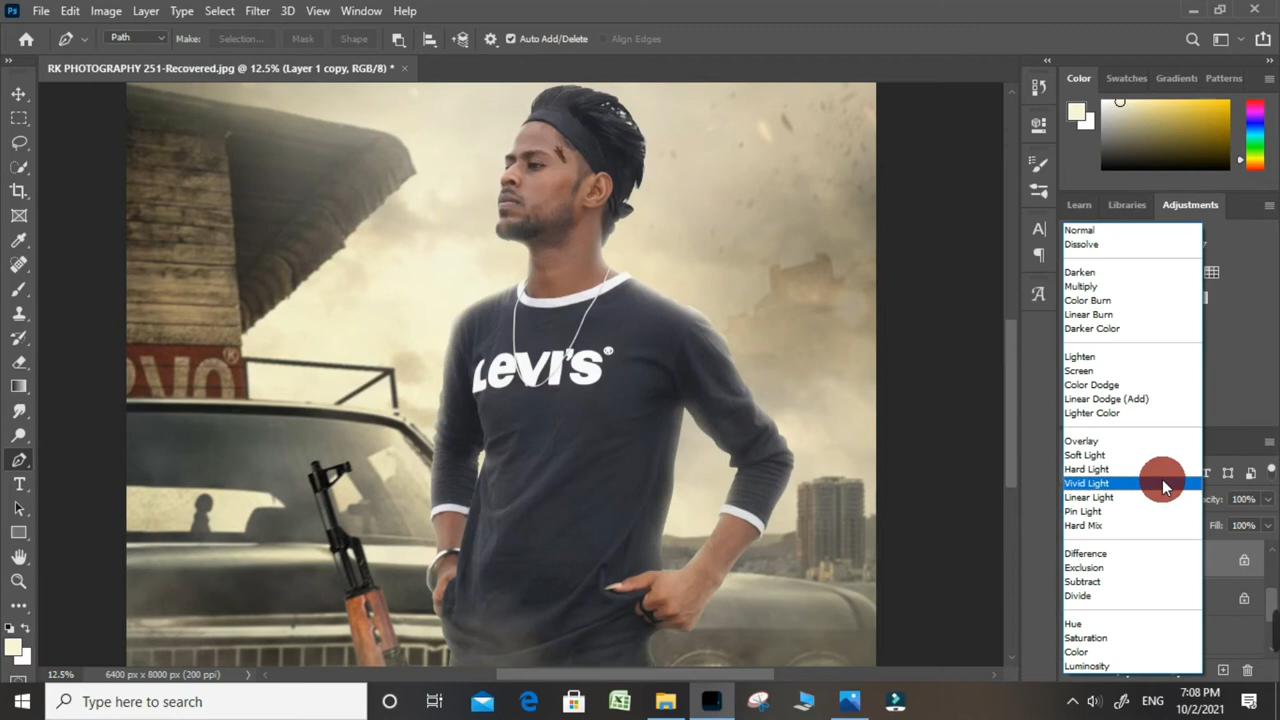 Ps File Edit Image Layer Type Select Filter 3D View Window Help
Path Make: Selection... Mask Shape Auto Add/Delete Align Edges
RK PHOTOGRAPHY 251-Recovered.jpg @ 12.5% (Layer 1 copy, RGB/8) * ×
Color Swatches Gradients Patterns
Learn Libraries Adjustments
Normal
Dissolve
Darken
Multiply
Color Burn
Linear Burn
Darker Color
Lighten
Screen
Color Dodge
Linear Dodge (Add)
Lighter Color
Overlay
Soft Light
Hard Light
Vivid Light
Linear Light
Pin Light
Hard Mix
Difference
Exclusion
Subtract
Divide
Hue
Saturation
Color
Luminosity
100%
Fill: 100%
Levi's®
12.5% 6400 px x 8000 px (200 ppi)
Type here to search
ENG
7:08 PM
10/2/2021